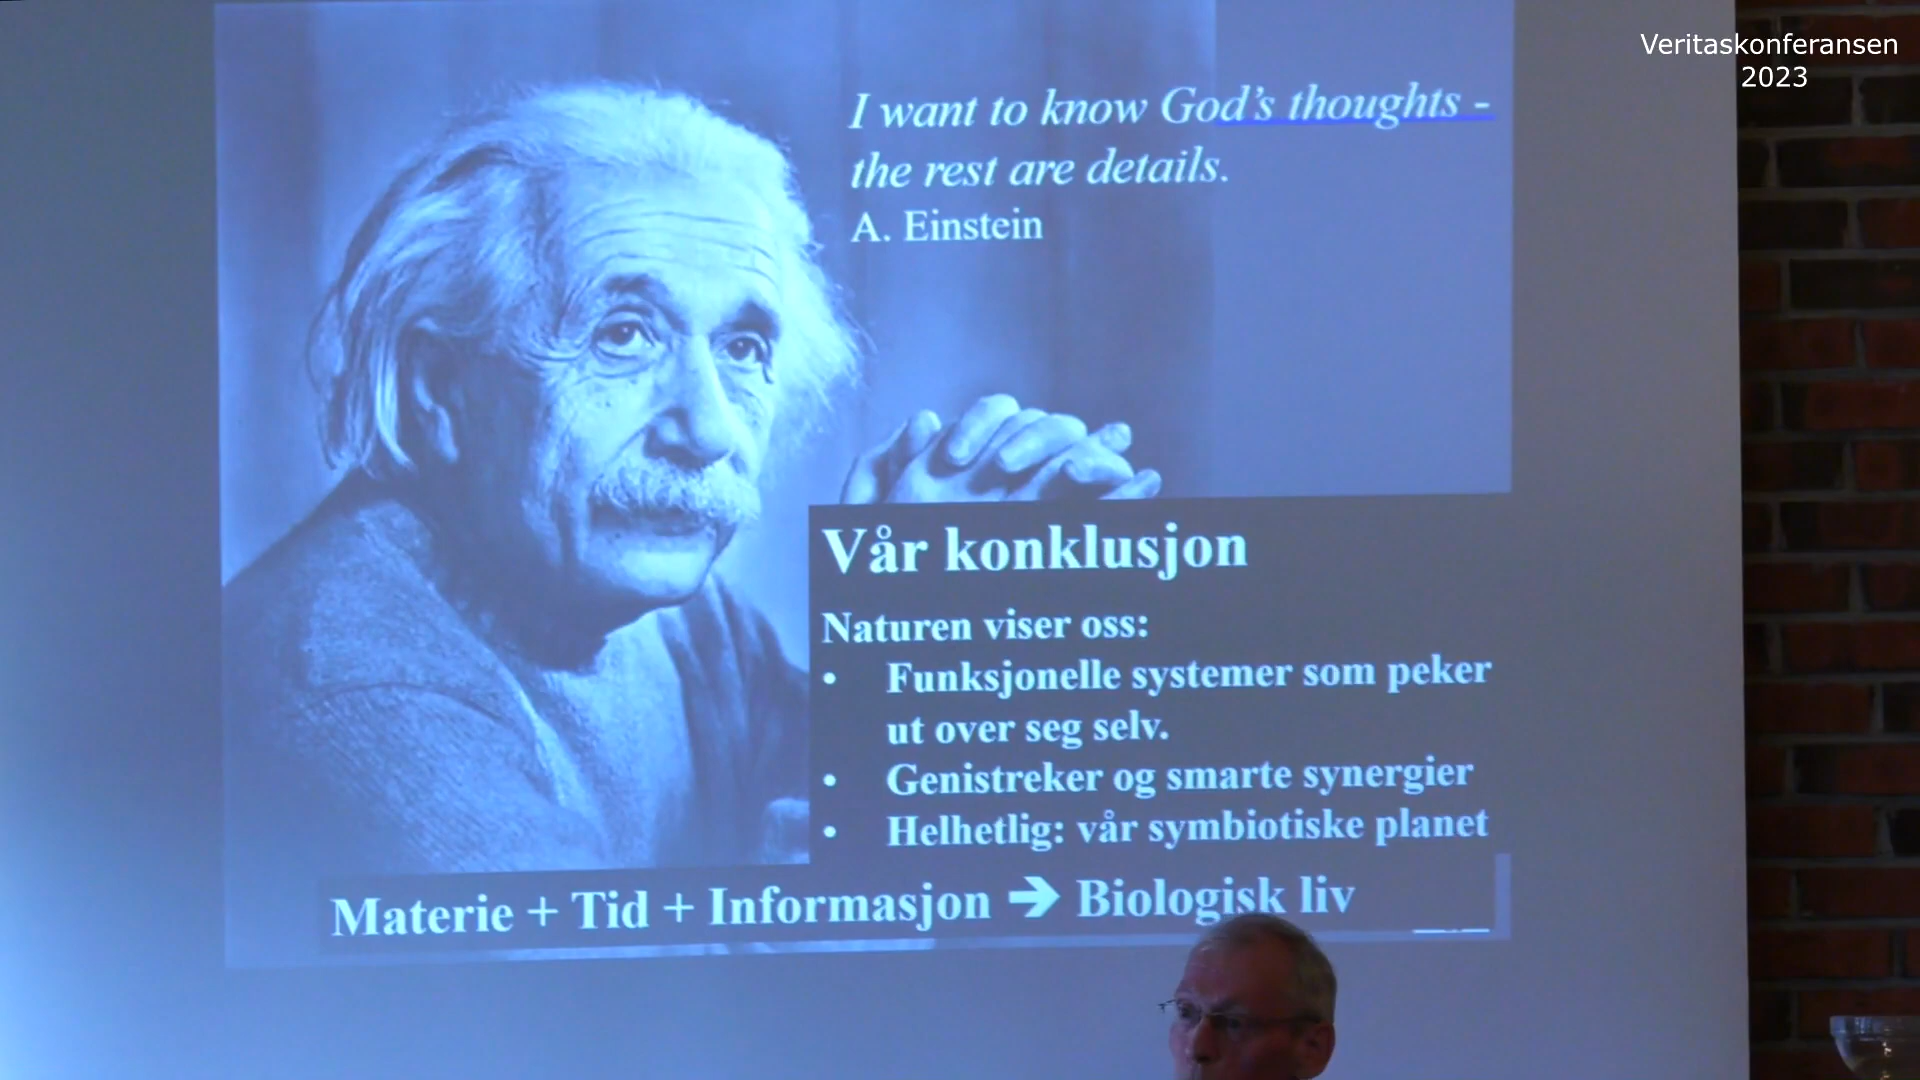 Veritaskonferansen
2023
I want to know God's thoughts -
the rest are details.
A. Einstein
Vår konklusjon
Naturen viser oss:
• Funksjonelle systemer som peker
ut over seg selv.
• Genistreker og smarte synergier
• Helhetlig: vår symbiotiske planet
Materie + Tid + Informasjon ➔ Biologisk liv